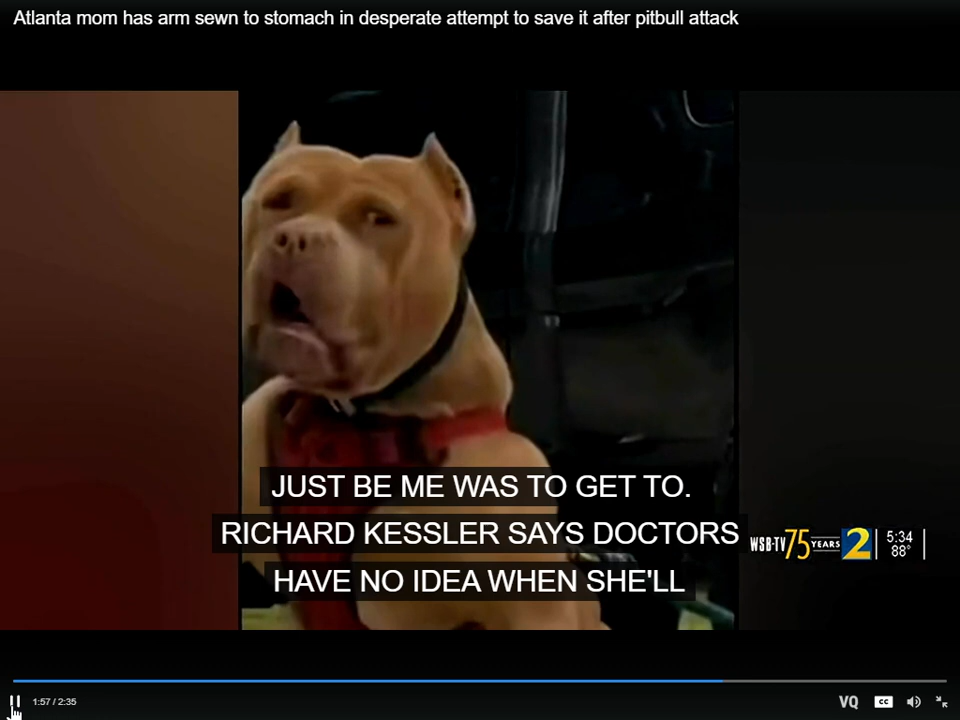 Atlanta mom has arm sewn to stomach in desperate attempt to save it after pitbull attack
JUST BE ME WAS TO GET TO.
RICHARD KESSLER SAYS DOCTORS
HAVE NO IDEA WHEN SHE'LL
WSB-TV 75 YEARS 2 5:34
88°
1:57 / 2:35
VQ CC